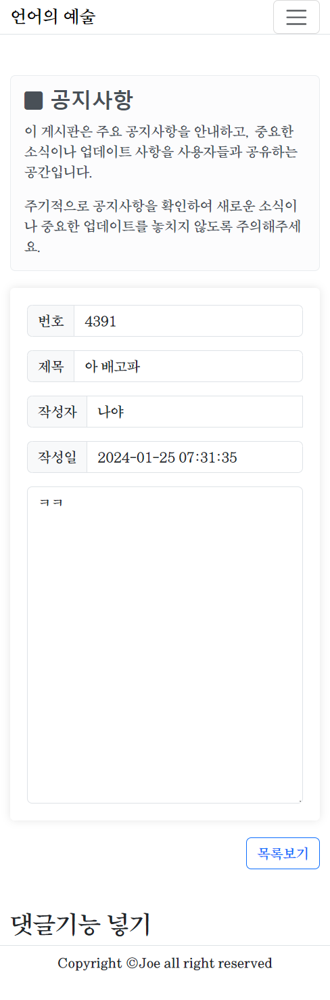 언어의 예술
공지사항
이 게시판은 주요 공지사항을 안내하고, 중요한
소식이나 업데이트 사항을 사용자들과 공유하는
공간입니다.
주기적으로 공지사항을 확인하여 새로운 소식이
나 중요한 업데이트를 놓치지 않도록 주의해주세
요.
번호 4391
제목 아 배고파
작성자 나야
작성일 2024-01-25 07:31:35
ㅋㅋ
목록보기
댓글기능 넣기
Copyright ©Joe all right reserved